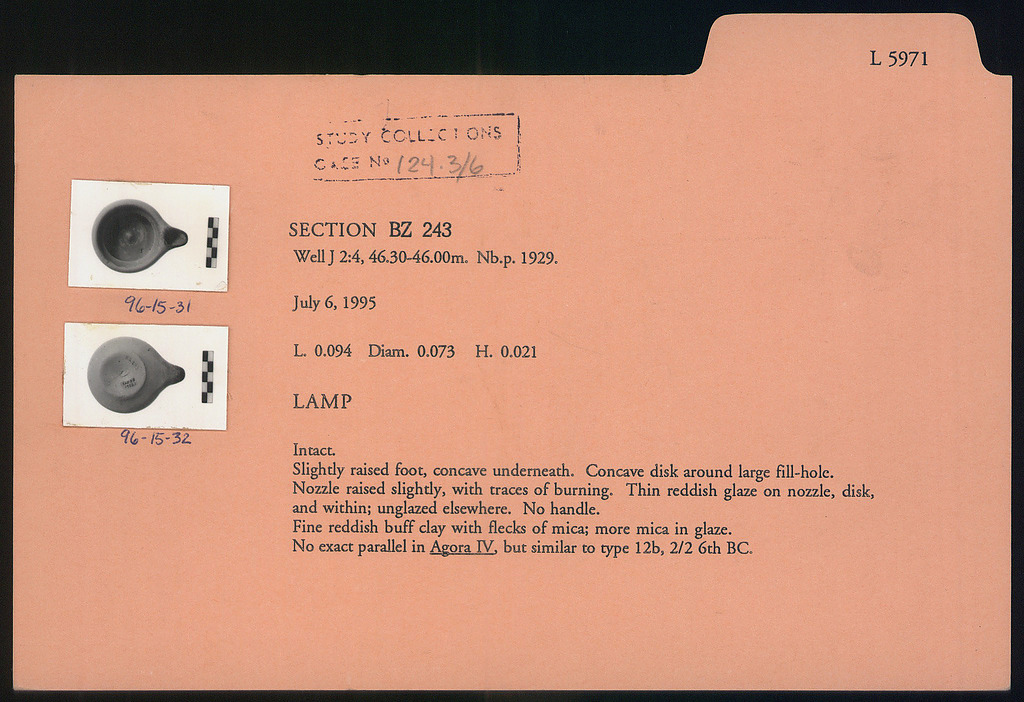 L 5971
STUDY COLLECTIONS
CASE Nº 124.3/6
SECTION BZ 243
Well J 2:4, 46.30-46.00m. Nb.p. 1929.
July 6, 1995
L. 0.094 Diam. 0.073 H. 0.021
LAMP
Intact.
Slightly raised foot, concave underneath. Concave disk around large fill-hole.
Nozzle raised slightly, with traces of burning. Thin reddish glaze on nozzle, disk,
and within; unglazed elsewhere. No handle.
Fine reddish buff clay with flecks of mica; more mica in glaze.
No exact parallel in Agora IV, but similar to type 12b, 2/2 6th BC.
96-15-31
96-15-32